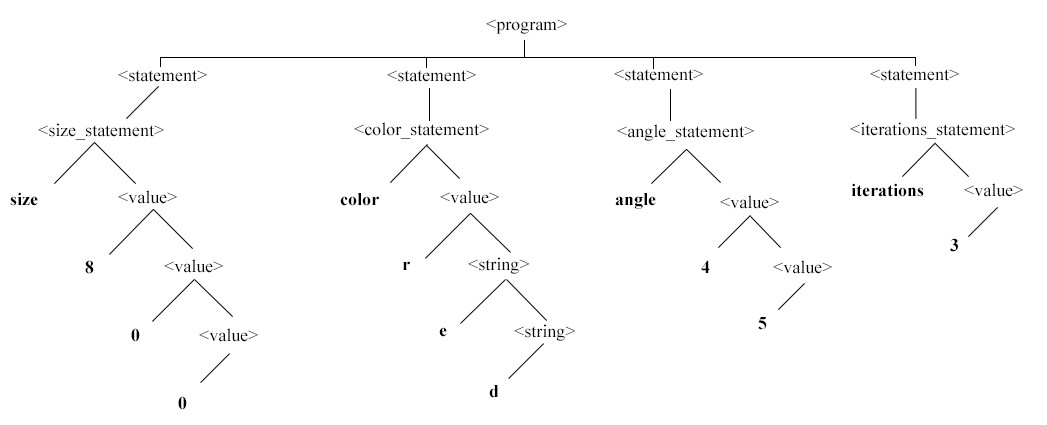 <program>
<statement> <statement> <statement> <statement>
<size_statement> <color_statement> <angle_statement> <iterations_statement>
size <value> color <value> angle <value> iterations <value>
8 <value> r <string> 4 <value> 3
0 <value> e <string> 5
0 d